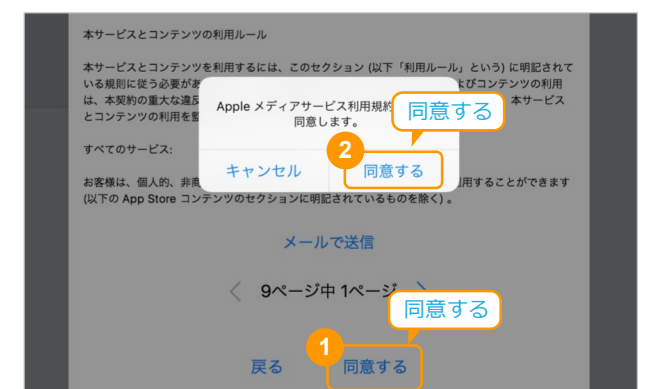 本サービスとコンテンツの利用ルール
本サービスとコンテンツを利用するには、このセクション (以下「利用ルール」という) に明記されて
いる規則に従う必要があ よびコンテンツの利用
は、本契約の重大な違反 本サービス
とコンテンツの利用を監
Apple メディアサービス利用規約
同意します。
同意する
すべてのサービス:
2
キャンセル
同意する
お客様は、個人的、非商 用することができます
(以下の App Store コンテンツのセクションに明記されているものを除く) 。
メールで送信
< 9ページ中 1ページ >
同意する
1
戻る
同意する